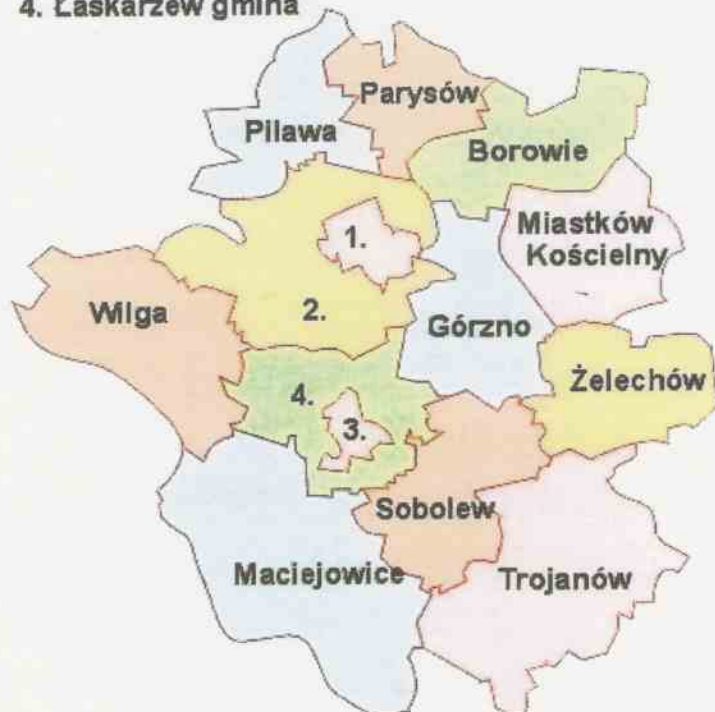 4. Łaskarzew gmina
Parysów
Pilawa
Borowie
1.
Miastków
Kościelny
Wilga
2.
Górzno
Żelechów
4.
3.
Sobolew
Maciejowice
Trojanów